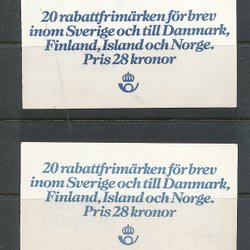 20 rabattfrimärken för brev
inom Sverige och till Danmark,
Finland, Island och Norge.
Pris 28 kronor
20 rabattfrimärken för brev
inom Sverige och till Danmark,
Finland, Island och Norge.
Pris 28 kronor